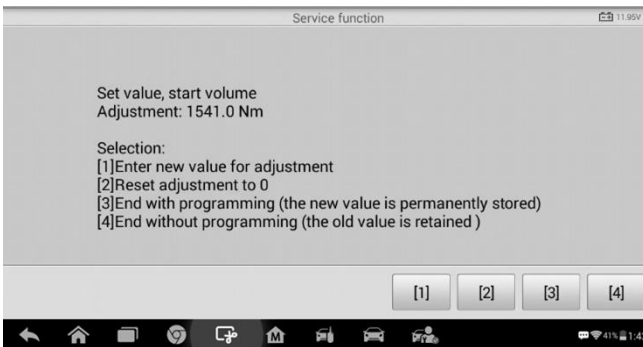 Service function
11.95V
Set value, start volume
Adjustment: 1541.0 Nm
Selection:
[1]Enter new value for adjustment
[2]Reset adjustment to 0
[3]End with programming (the new value is permanently stored)
[4]End without programming (the old value is retained )
[1] [2] [3] [4]
M
41%